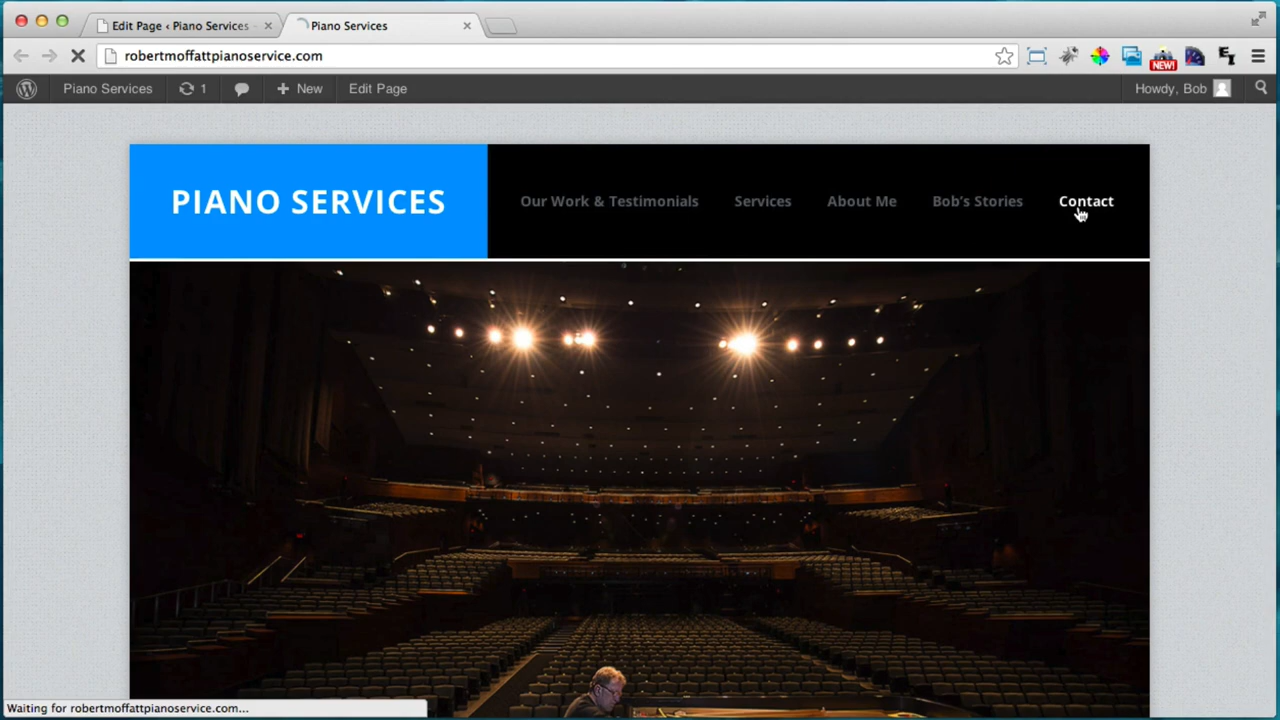 Edit Page ‹ Piano Services -
Piano Services
robertmoffattpianoservice.com
NEW!
Piano Services
1
New
Edit Page
Howdy, Bob
PIANO SERVICES
Our Work & Testimonials
Services
About Me
Bob's Stories
Contact
Waiting for robertmoffattpianoservice.com...